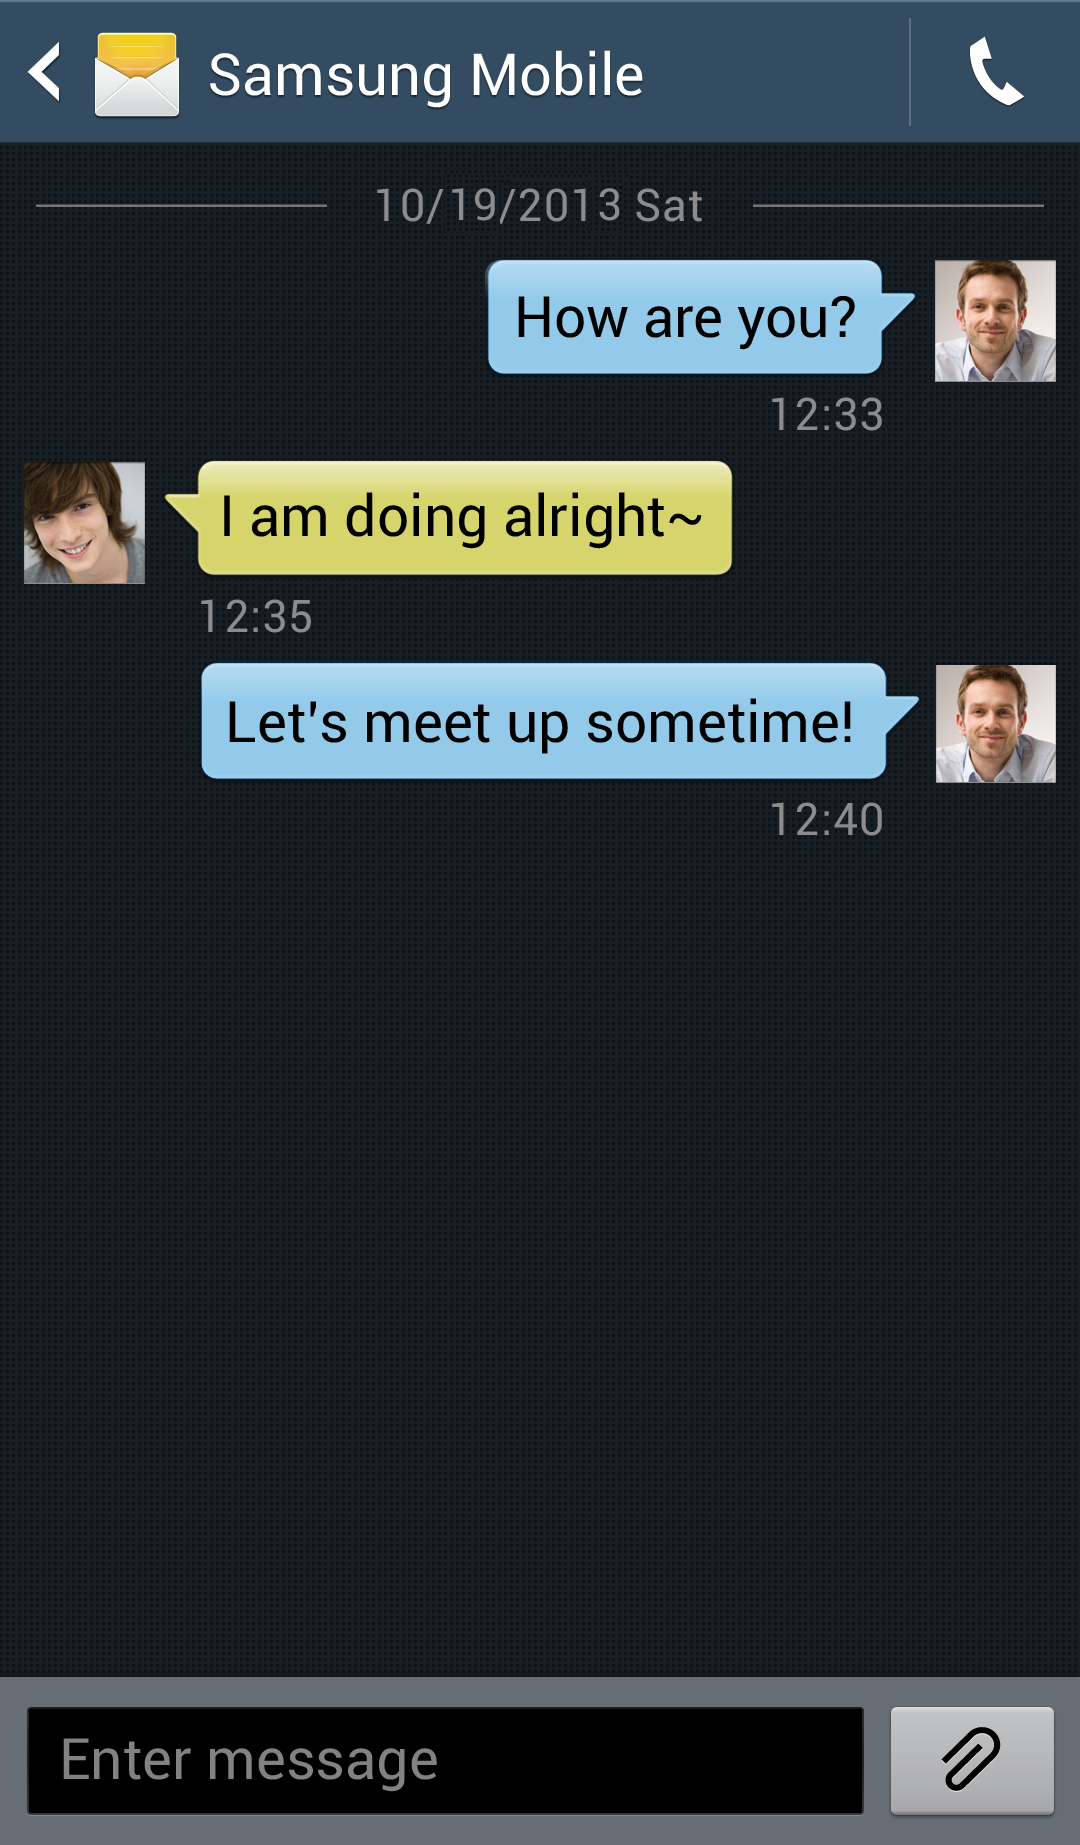 Samsung Mobile
10/19/2013 Sat
How are you?
12:33
I am doing alright~
12:35
Let's meet up sometime!
12:40
Enter message